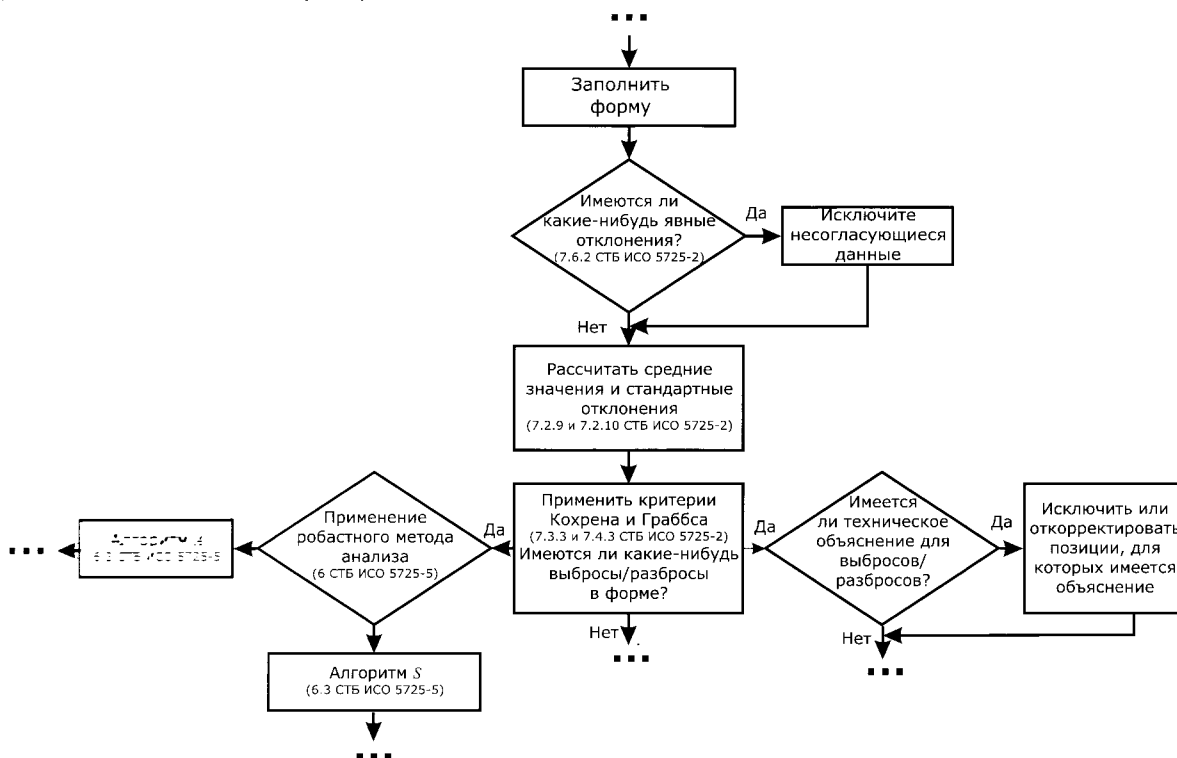 Заполнить
форму
Имеются ли
какие-нибудь явные
отклонения?
(7.6.2 СТБ ИСО 5725-2)
Да
Исключите
несогласующиеся
данные
Нет
Рассчитать средние
значения и стандартные
отклонения
(7.2.9 и 7.2.10 СТБ ИСО 5725-2)
Применение
робастного метода
анализа
(6 СТБ ИСО 5725-5)
Да
Применить критерии
Кохрена и Граббса
(7.3.3 и 7.4.3 СТБ ИСО 5725-2)
Имеются ли какие-нибудь
выбросы/разбросы
в форме?
Да
Имеется
ли техническое
объяснение для
выбросов/
разбросов?
Да
Исключить или
откорректировать
позиции, для
которых имеется
объяснение
Нет
Нет
Алгоритм S
(6.3 СТБ ИСО 5725-5)